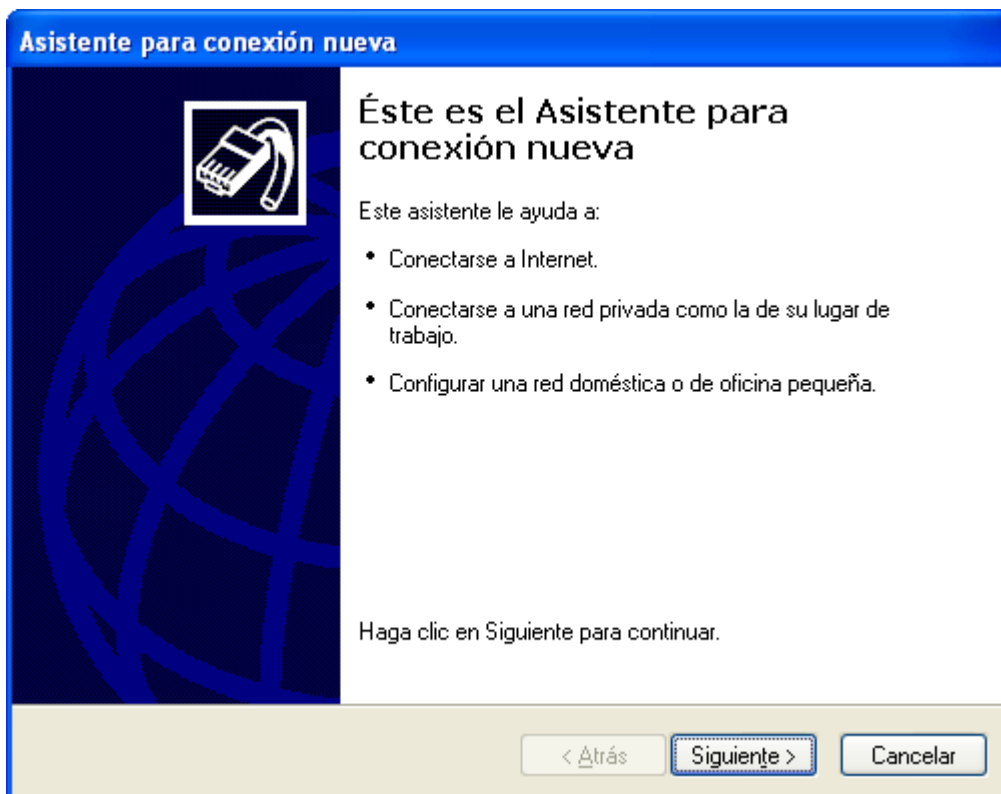 Asistente para conexión nueva
Éste es el Asistente para
conexión nueva
Este asistente le ayuda a:
• Conectarse a Internet.
• Conectarse a una red privada como la de su lugar de
trabajo.
• Configurar una red doméstica o de oficina pequeña.
Haga clic en Siguiente para continuar.
< Atrás Siguiente > Cancelar